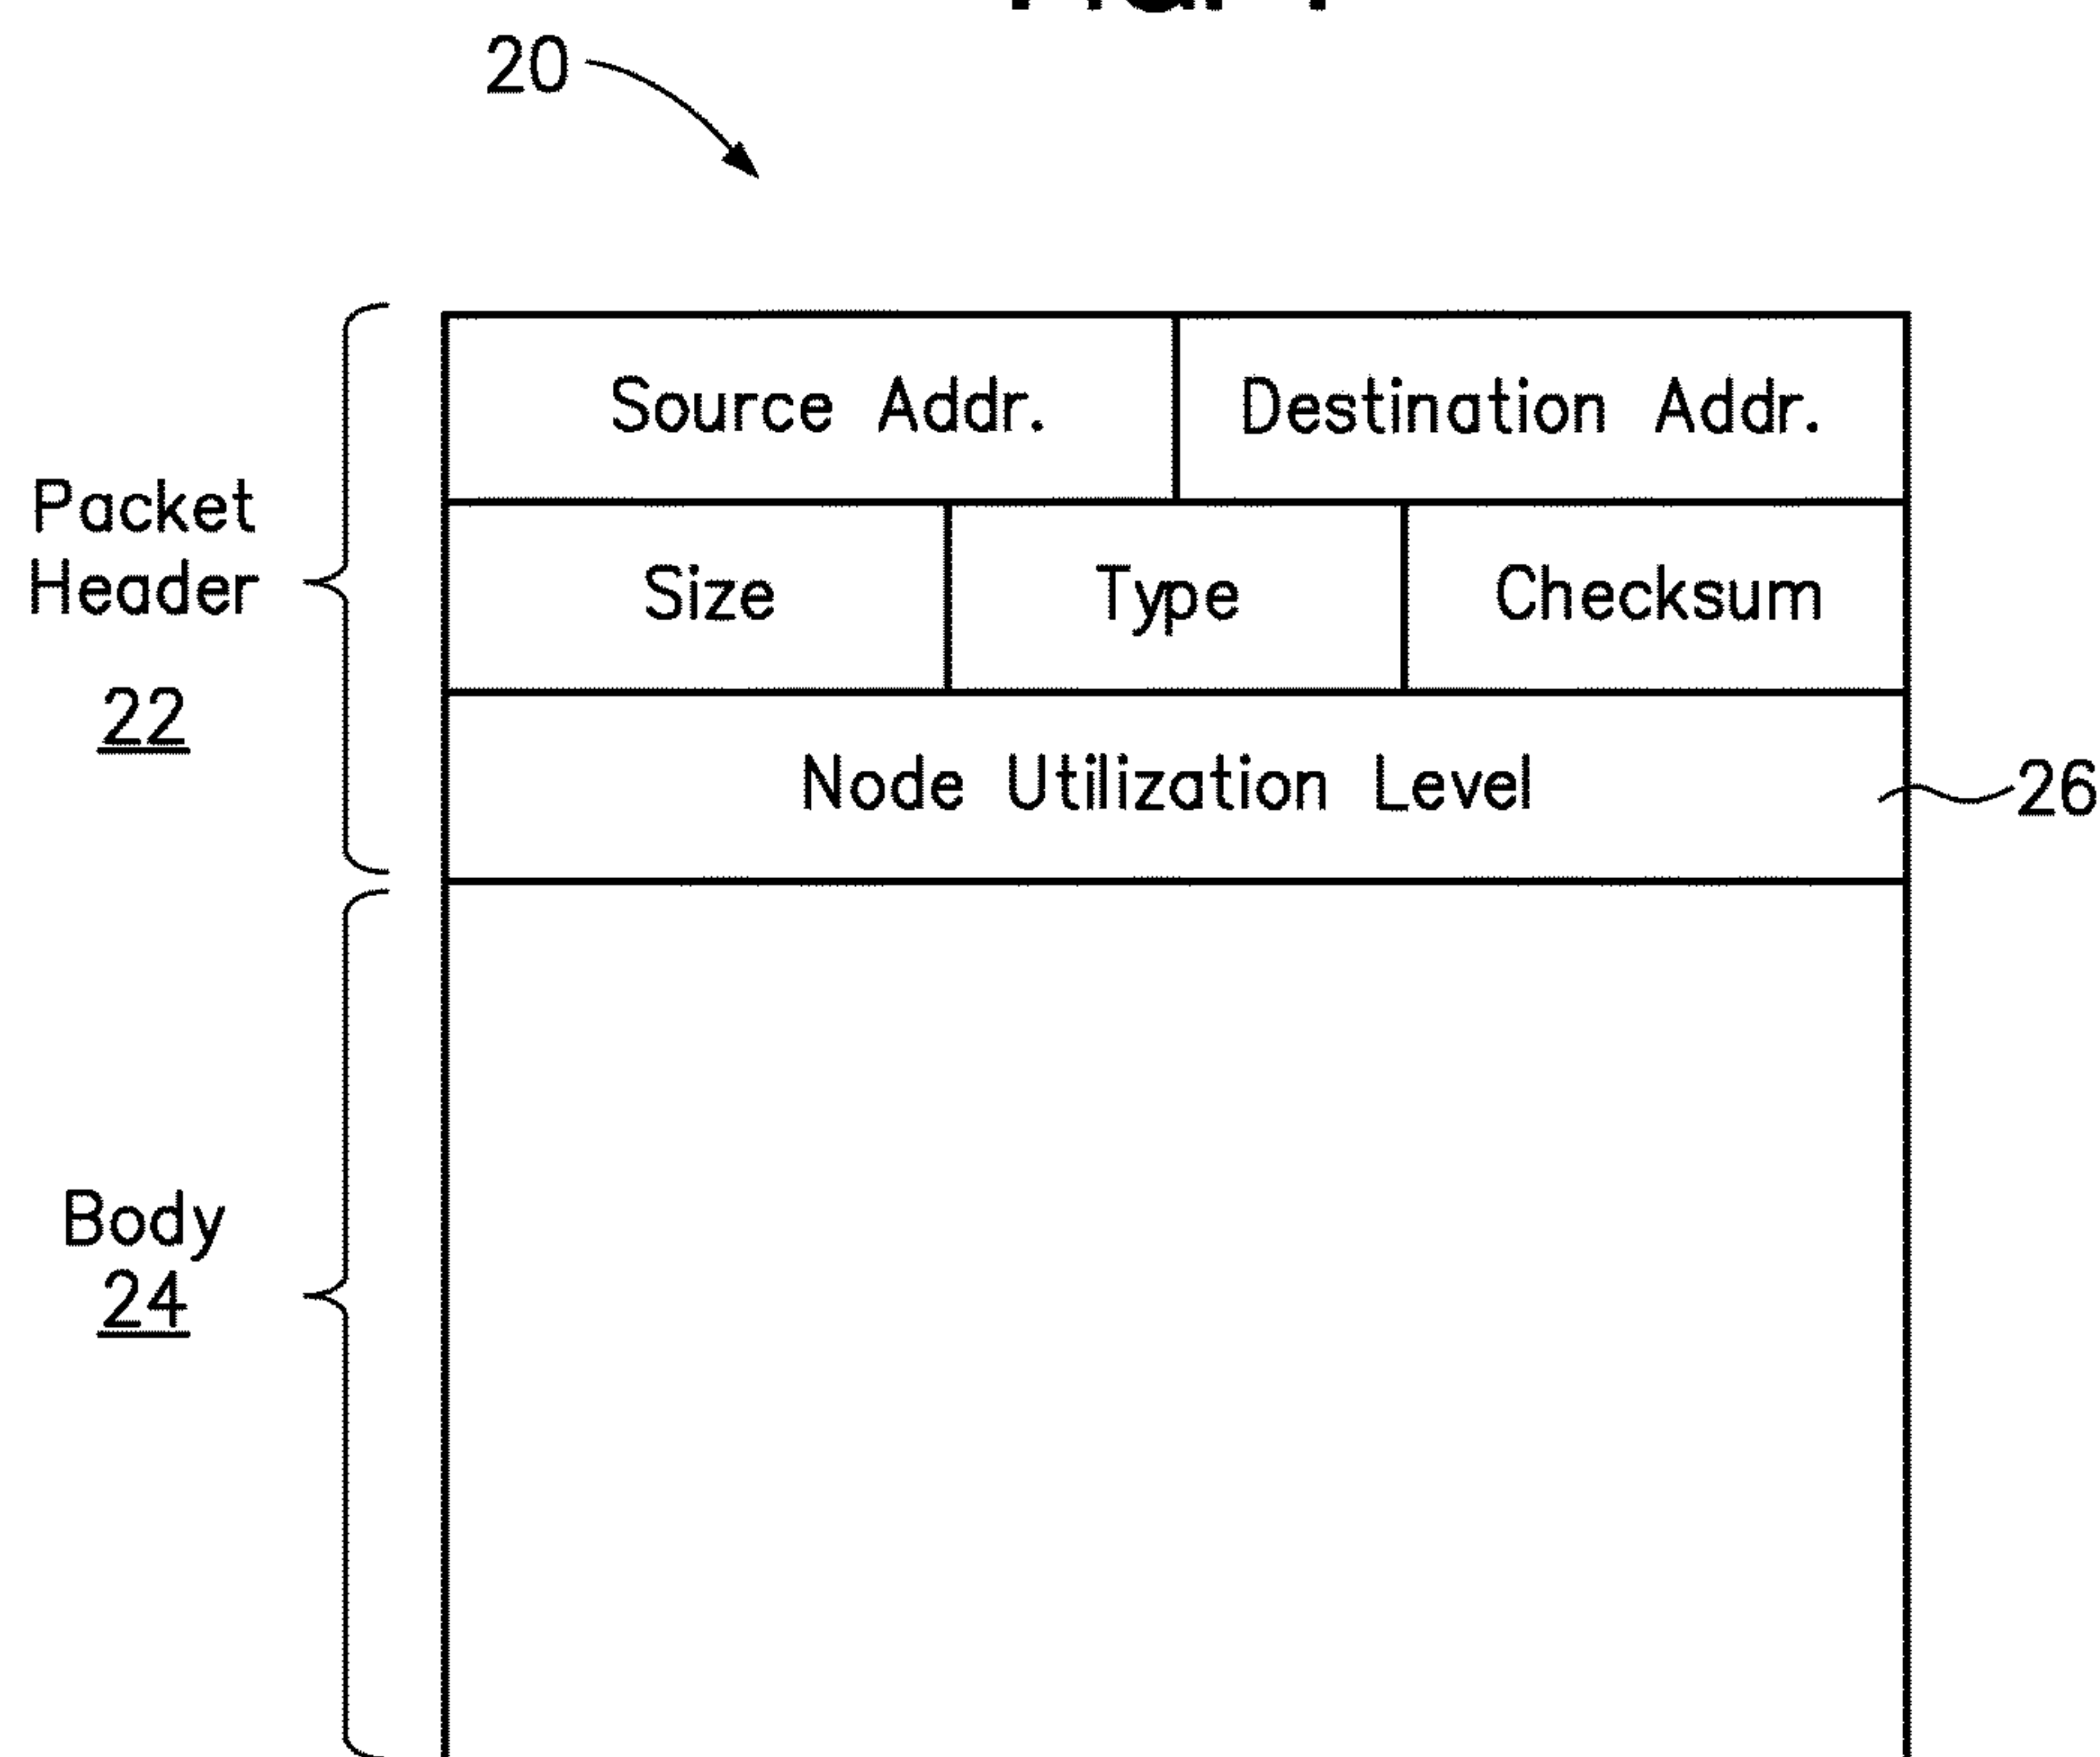 20
Source Addr. Destination Addr.
Packet
Header
22
Size Type Checksum
Node Utilization Level
26
Body
24